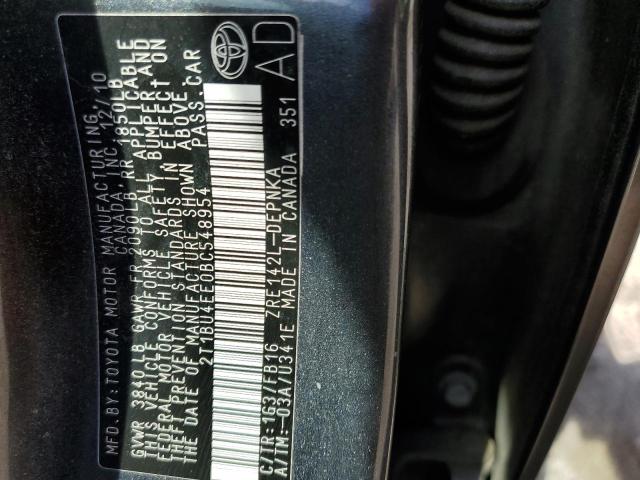 MFD.BY:TOYOTA MOTOR MANUFACTURING
CANADA,INC. 12/10
GVWR 3840 LB GAWR FR 2090 LB RR 1850LB
THIS VEHICLE CONFORMS TO ALL APPLICABLE
FEDERAL MOTOR VEHICLE SAFETY, BUMPER AND
THEFT PREVENTION STANDARDS IN EFFECT ON
THE DATE OF MANUFACTURE SHOWN ABOVE
2T1BU4EE0BC548954 PASS.CAR
C/TR:1G3/FB16 ZRE142L-DEPNKA
A/TM:-03A/U341E MADE IN CANADA 351
AD
TOYOTA